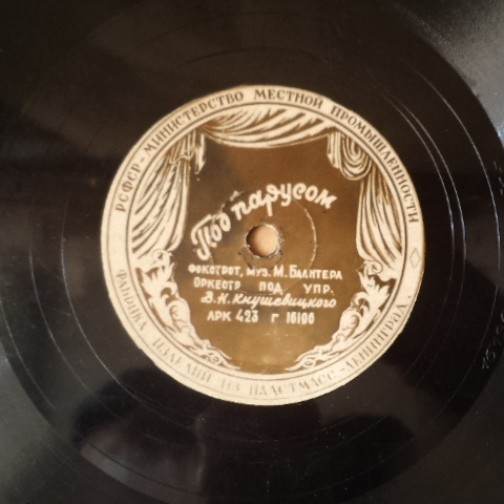 РСФСР - МИНИСТЕРСТВО МЕСТНОЙ ПРОМЫШЛЕННОСТИ
Под парусом
ФОКСТРОТ, МУЗ. М. БЛАНТЕРА
ОРКЕСТР ПОД УПР.
В. Н. Кнушевицкого
АРК 423 Г 16106
ФАБРИКА ИЗДЕЛИЙ ИЗ ПЛАСТМАСС - ЛЕНИНГРАД.